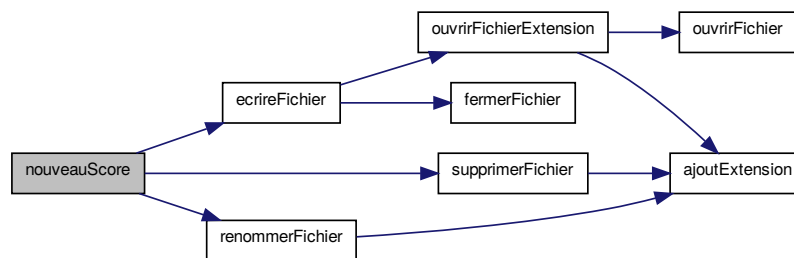 ouvrirFichierExtension
ouvrirFichier
ecrireFichier
fermerFichier
nouveauScore
supprimerFichier
ajoutExtension
renommerFichier